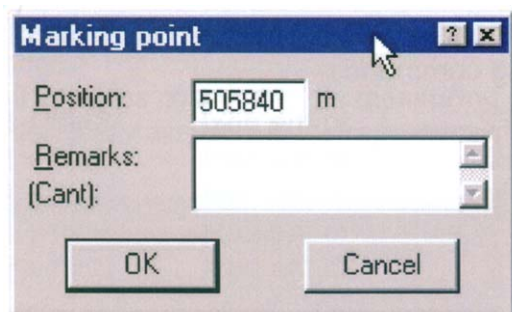 Marking point
Position: 505840 m
Remarks:
(Cant):
OK Cancel